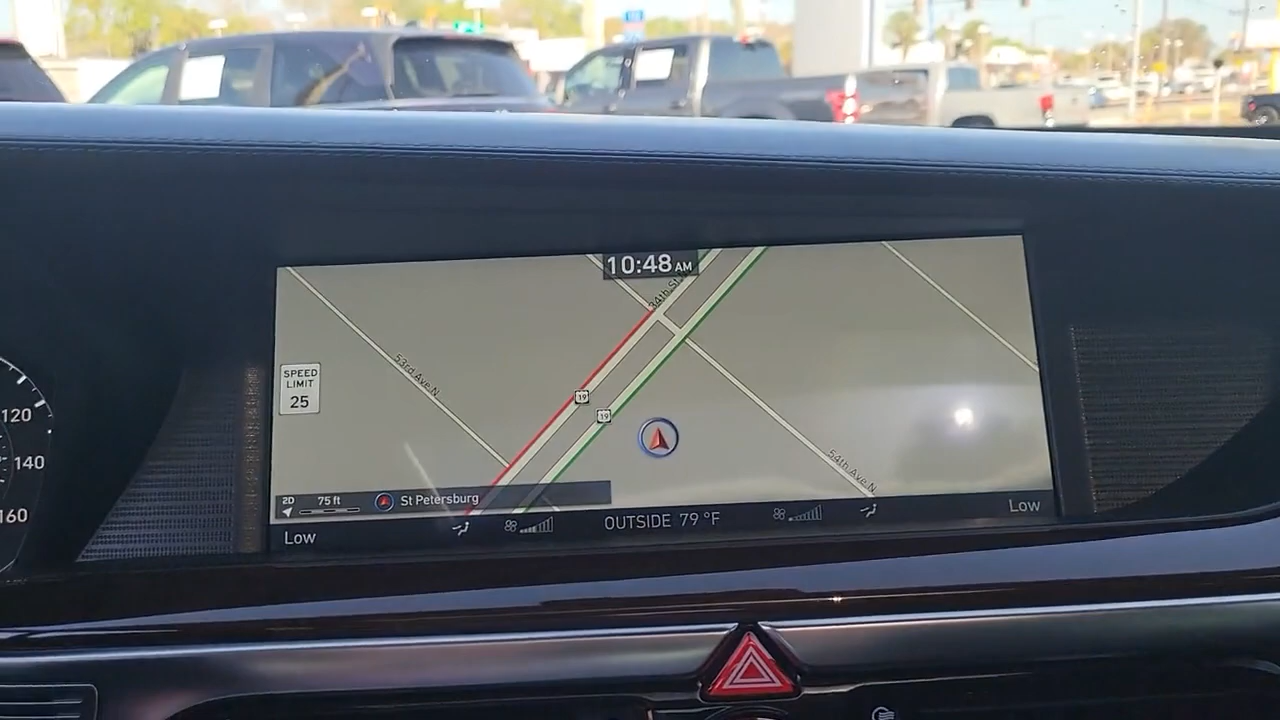 10:48 AM
34th St
53rd Ave N
SPEED
LIMIT
25
19
19
54th Ave N
2D
75 ft
St Petersburg
Low
OUTSIDE 79 °F
Low
120
140
160